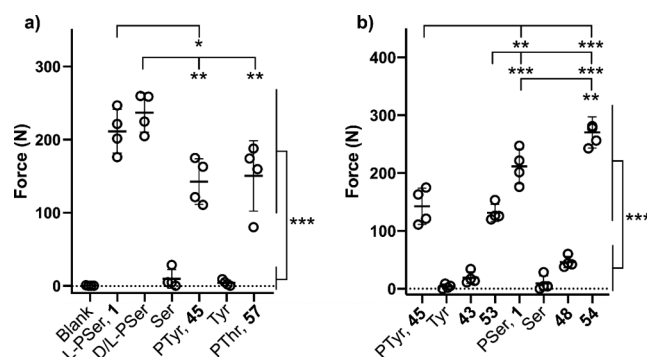 a)
*
** **
Force (N)
300
200
100
0
***
Blank
L-PSer, 1
D/L-PSer
Ser
PTyr, 45
Tyr
PThr, 57
b)
** ***
*** ***
**
Force (N)
400
300
200
100
0
***
PTyr, 45
Tyr
43
53
PSer, 1
Ser
48
54